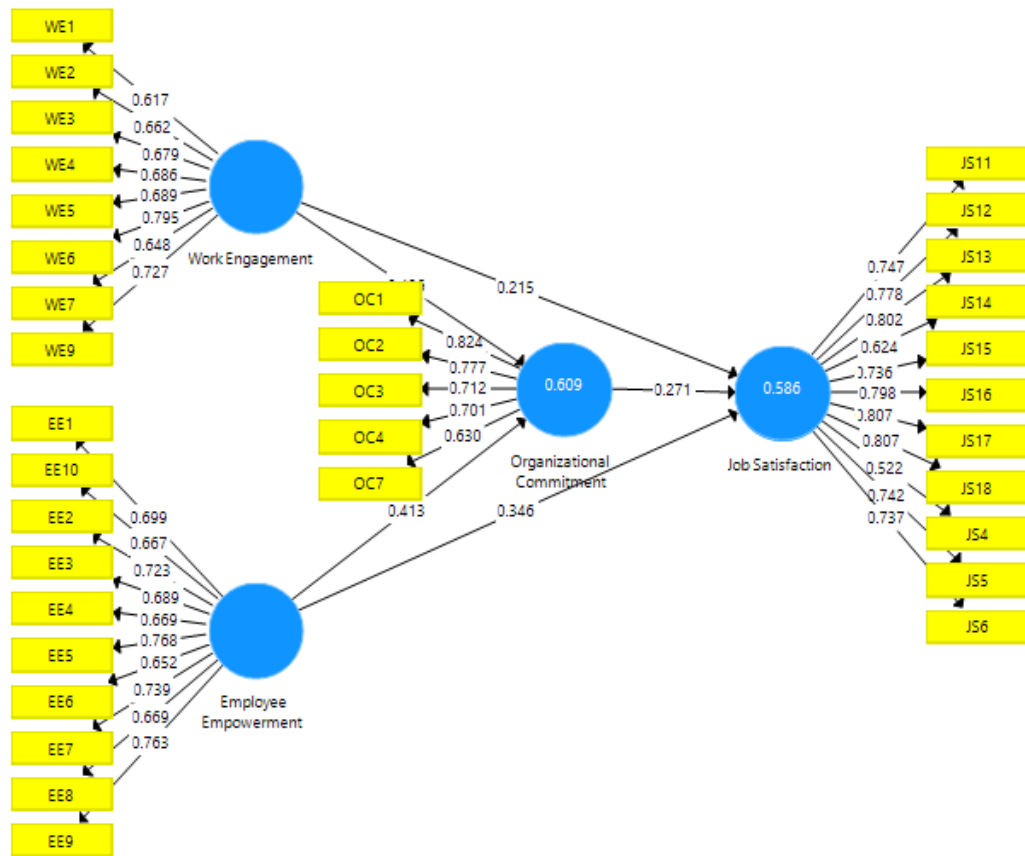 WE1
WE2
WE3
WE4
WE5
WE6
WE7
WE9
0.617
0.662
0.679
0.686
0.689
0.795
0.648
0.727
Work Engagement
EE1
EE10
EE2
EE3
EE4
EE5
EE6
EE7
EE8
EE9
0.699
0.667
0.723
0.689
0.669
0.768
0.652
0.739
0.669
0.763
Employee
Empowerment
OC1
OC2
OC3
OC4
OC7
0.824
0.777
0.712
0.701
0.630
0.413
0.215
0.346
0.609
Organizational
Commitment
0.271
0.586
Job Satisfaction
0.747
0.778
0.802
0.624
0.736
0.798
0.807
0.807
0.522
0.742
0.737
JS11
JS12
JS13
JS14
JS15
JS16
JS17
JS18
JS4
JS5
JS6